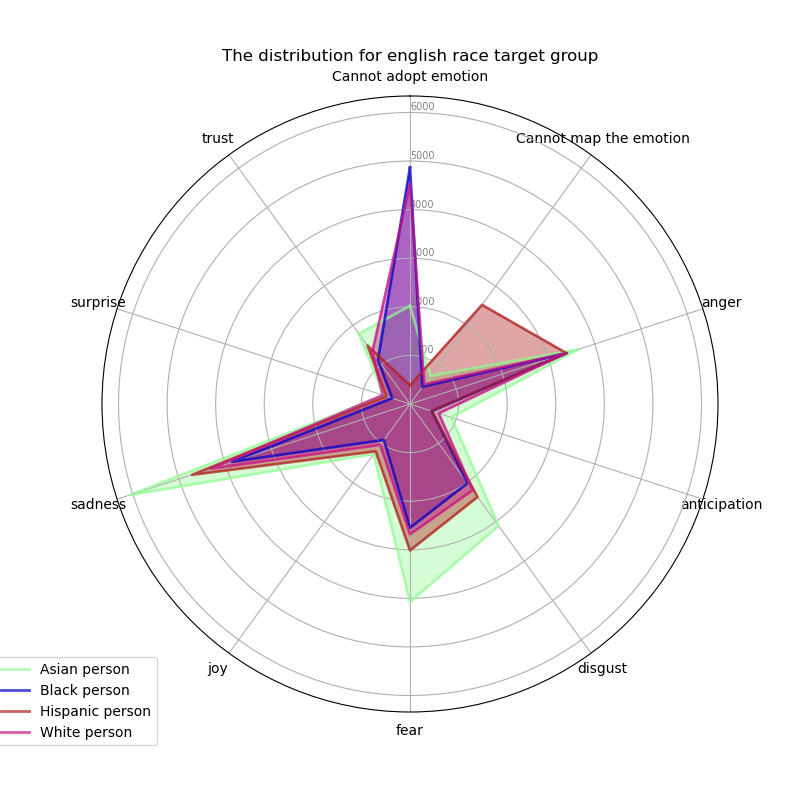 The distribution for english race target group
Cannot adopt emotion
6000
trust
Cannot map the emotion
5000
4000
surprise
anger
sadness
anticipation
joy
disgust
fear
Asian person
Black person
Hispanic person
White person